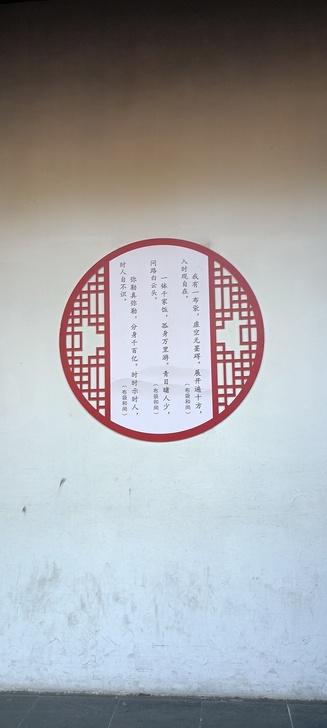 我有一布袋，虚空无罣碍，展开遍十方，
入时观自在。
（布袋和尚）
一钵千家饭，孤身万里游，青目睹人少，
问路白云头。
（布袋和尚）
弥勒真弥勒，分身千百亿，时时示时人，
时人自不识。
（布袋和尚）